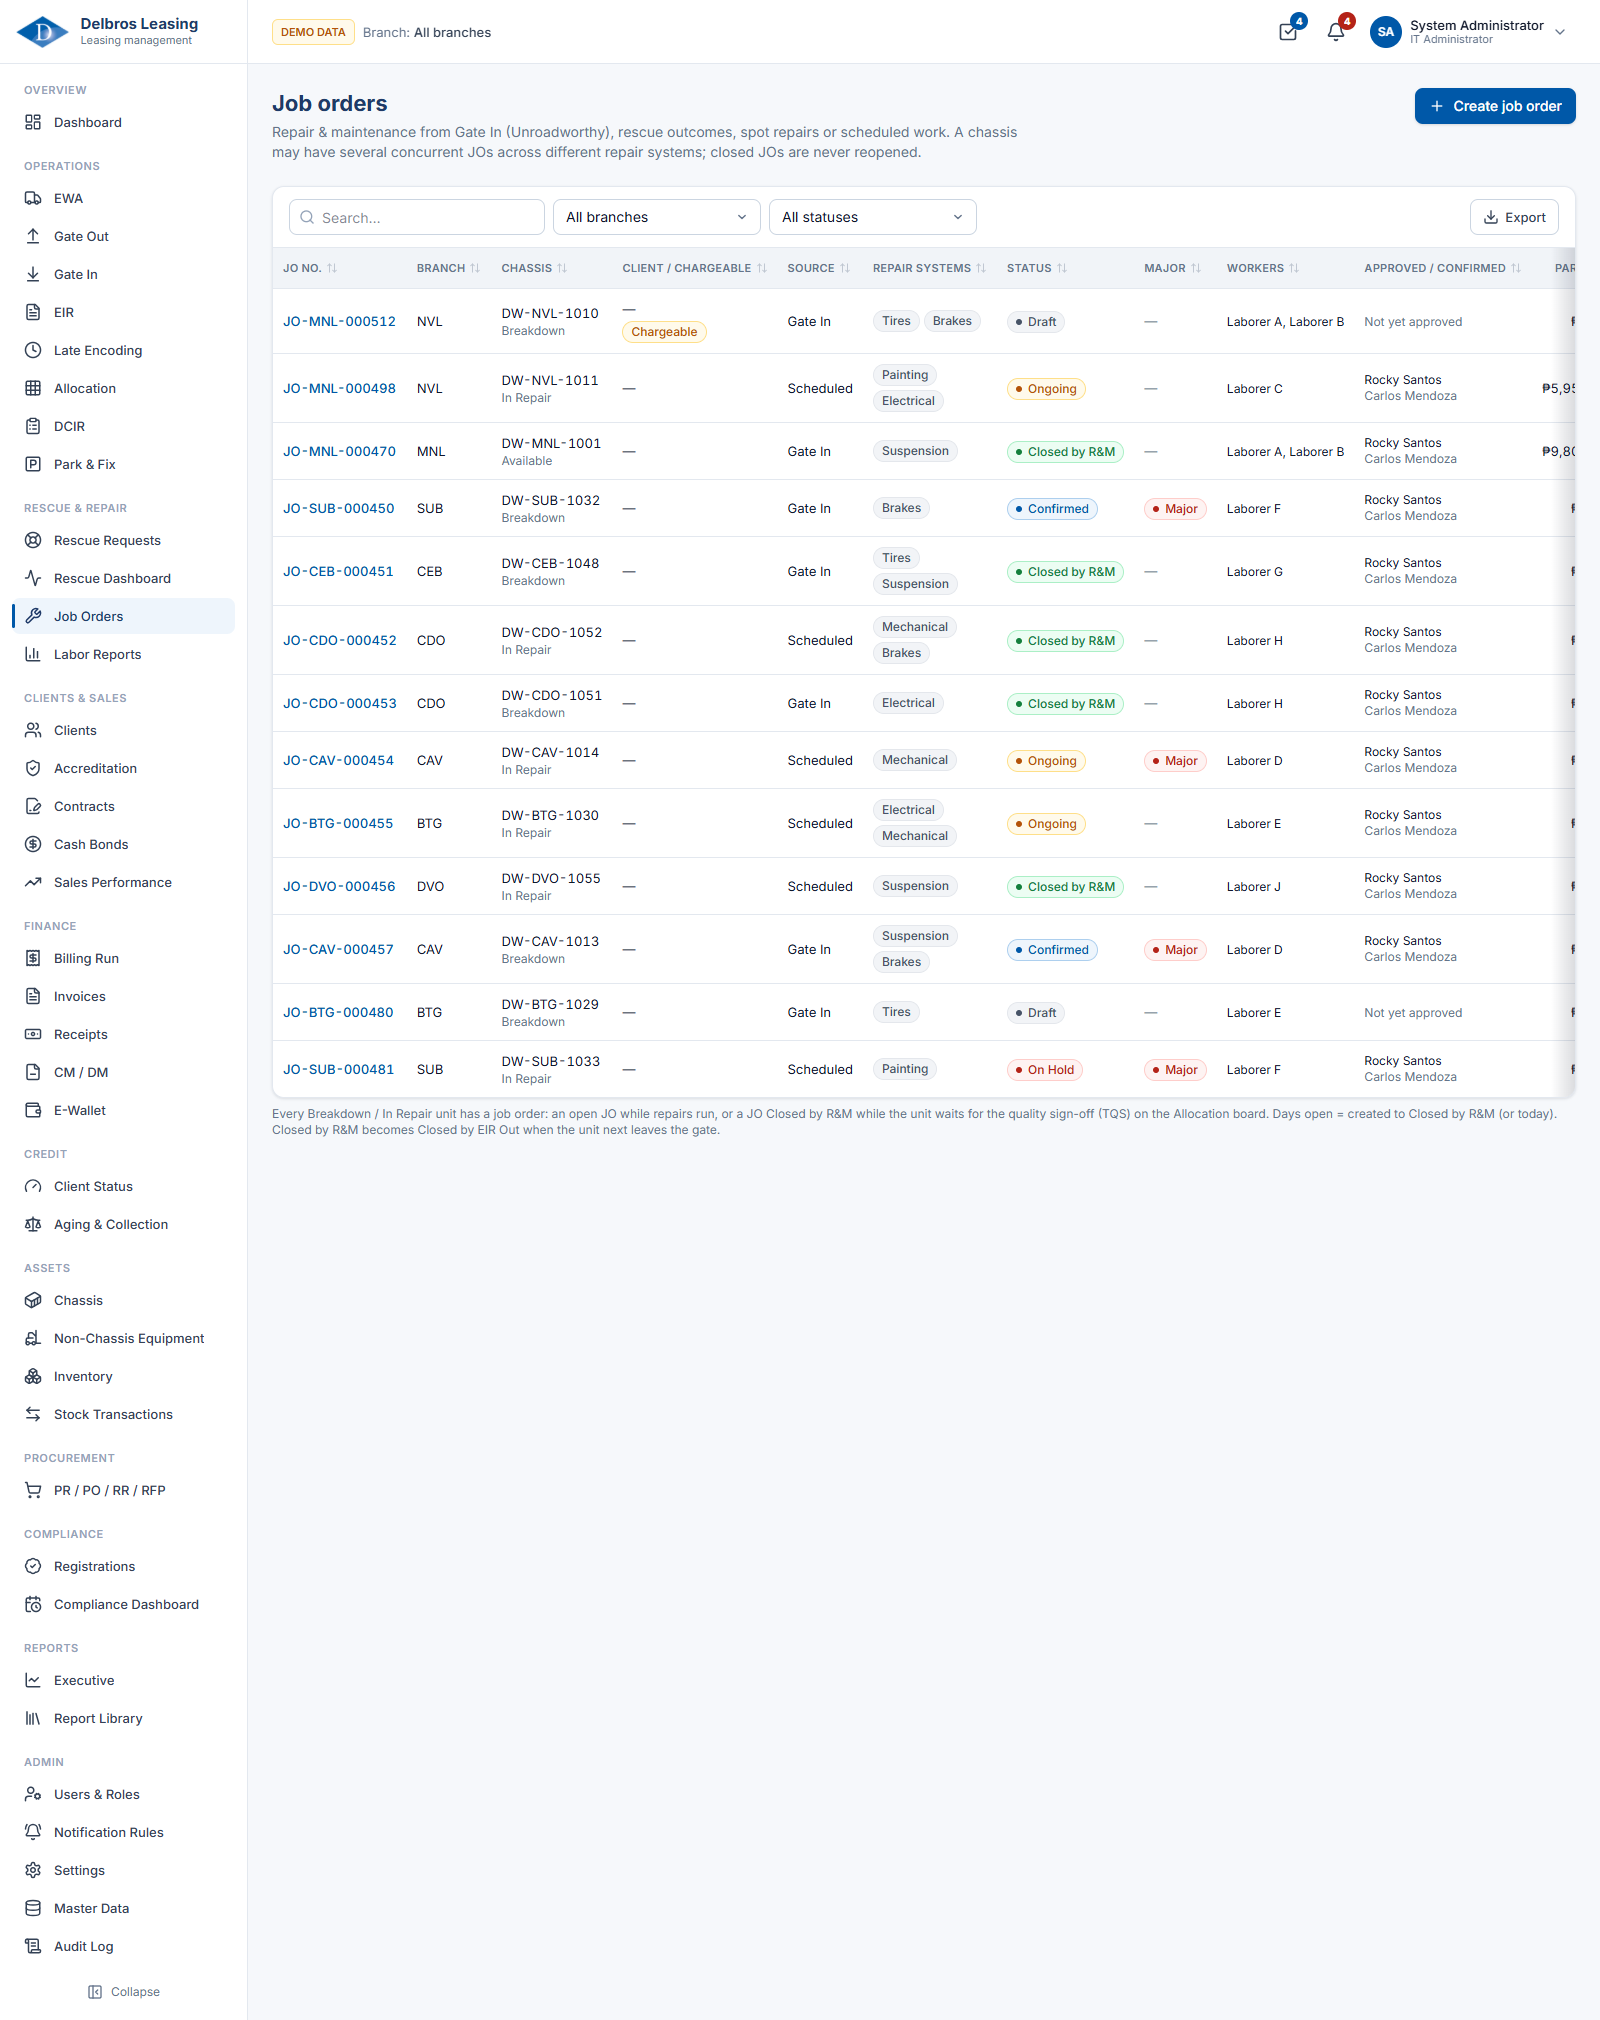 Delbros Leasing
Leasing management
DEMO DATA
Branch: All branches
4
4
SA
System Administrator
IT Administrator
OVERVIEW
Dashboard
OPERATIONS
EWA
Gate Out
Gate In
EIR
Late Encoding
Allocation
DCIR
Park & Fix
RESCUE & REPAIR
Rescue Requests
Rescue Dashboard
Job Orders
Labor Reports
CLIENTS & SALES
Clients
Accreditation
Contracts
Cash Bonds
Sales Performance
FINANCE
Billing Run
Invoices
Receipts
CM / DM
E-Wallet
CREDIT
Client Status
Aging & Collection
ASSETS
Chassis
Non-Chassis Equipment
Inventory
Stock Transactions
PROCUREMENT
PR / PO / RR / RFP
COMPLIANCE
Registrations
Compliance Dashboard
REPORTS
Executive
Report Library
ADMIN
Users & Roles
Notification Rules
Settings
Master Data
Audit Log
Collapse
Job orders
Repair & maintenance from Gate In (Unroadworthy), rescue outcomes, spot repairs or scheduled work. A chassis
may have several concurrent JOs across different repair systems; closed JOs are never reopened.
Create job order
Search...
All branches
All statuses
Export
JO NO. BRANCH CHASSIS CLIENT / CHARGEABLE SOURCE REPAIR SYSTEMS STATUS MAJOR WORKERS APPROVED / CONFIRMED
JO-MNL-000512 NVL DW-NVL-1010 Breakdown — Chargeable Gate In Tires Brakes Draft — Laborer A, Laborer B Not yet approved
JO-MNL-000498 NVL DW-NVL-1011 In Repair — Scheduled Painting Electrical Ongoing — Laborer C Rocky Santos Carlos Mendoza
JO-MNL-000470 MNL DW-MNL-1001 Available — Gate In Suspension Closed by R&M — Laborer A, Laborer B Rocky Santos Carlos Mendoza
JO-SUB-000450 SUB DW-SUB-1032 Breakdown — Gate In Brakes Confirmed Major Laborer F Rocky Santos Carlos Mendoza
JO-CEB-000451 CEB DW-CEB-1048 Breakdown — Gate In Tires Suspension Closed by R&M — Laborer G Rocky Santos Carlos Mendoza
JO-CDO-000452 CDO DW-CDO-1052 In Repair — Scheduled Mechanical Brakes Closed by R&M — Laborer H Rocky Santos Carlos Mendoza
JO-CDO-000453 CDO DW-CDO-1051 Breakdown — Gate In Electrical Closed by R&M — Laborer H Rocky Santos Carlos Mendoza
JO-CAV-000454 CAV DW-CAV-1014 In Repair — Scheduled Mechanical Ongoing Major Laborer D Rocky Santos Carlos Mendoza
JO-BTG-000455 BTG DW-BTG-1030 In Repair — Scheduled Electrical Mechanical Ongoing — Laborer E Rocky Santos Carlos Mendoza
JO-DVO-000456 DVO DW-DVO-1055 In Repair — Scheduled Suspension Closed by R&M — Laborer J Rocky Santos Carlos Mendoza
JO-CAV-000457 CAV DW-CAV-1013 Breakdown — Gate In Suspension Brakes Confirmed Major Laborer D Rocky Santos Carlos Mendoza
JO-BTG-000480 BTG DW-BTG-1029 Breakdown — Gate In Tires Draft — Laborer E Not yet approved
JO-SUB-000481 SUB DW-SUB-1033 In Repair — Scheduled Painting On Hold Major Laborer F Rocky Santos Carlos Mendoza
Every Breakdown / In Repair unit has a job order: an open JO while repairs run, or a JO Closed by R&M while the unit waits for the quality sign-off (TQS) on the Allocation board. Days open = created to Closed by R&M (or today).
Closed by R&M becomes Closed by EIR Out when the unit next leaves the gate.